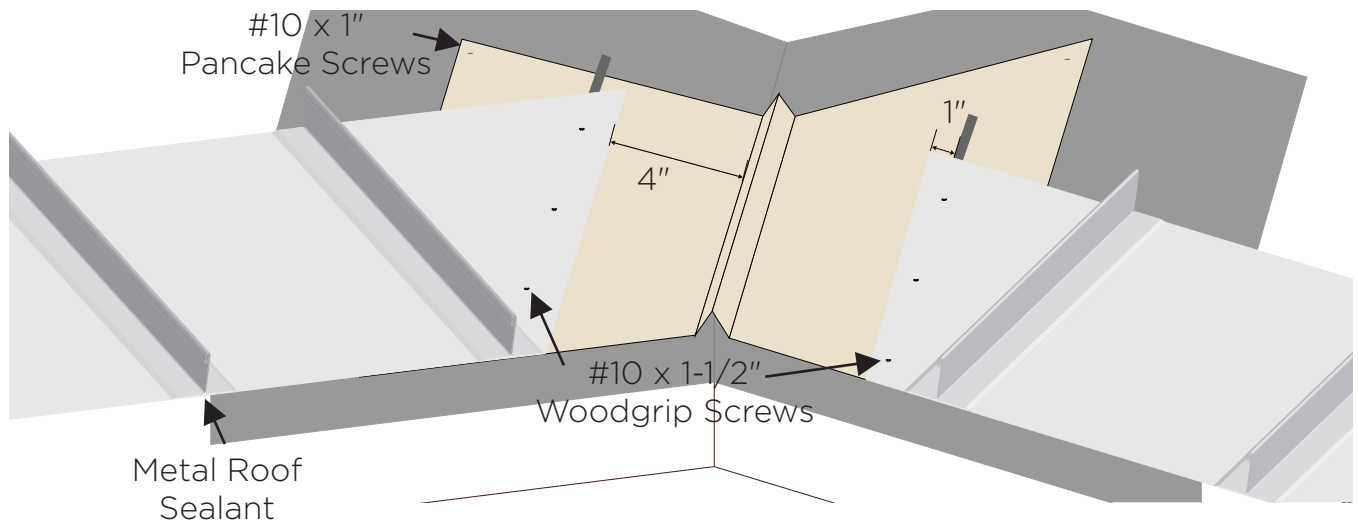 #10 x 1"
Pancake Screws
1"
4"
#10 x 1-1/2"
Woodgrip Screws
Metal Roof
Sealant